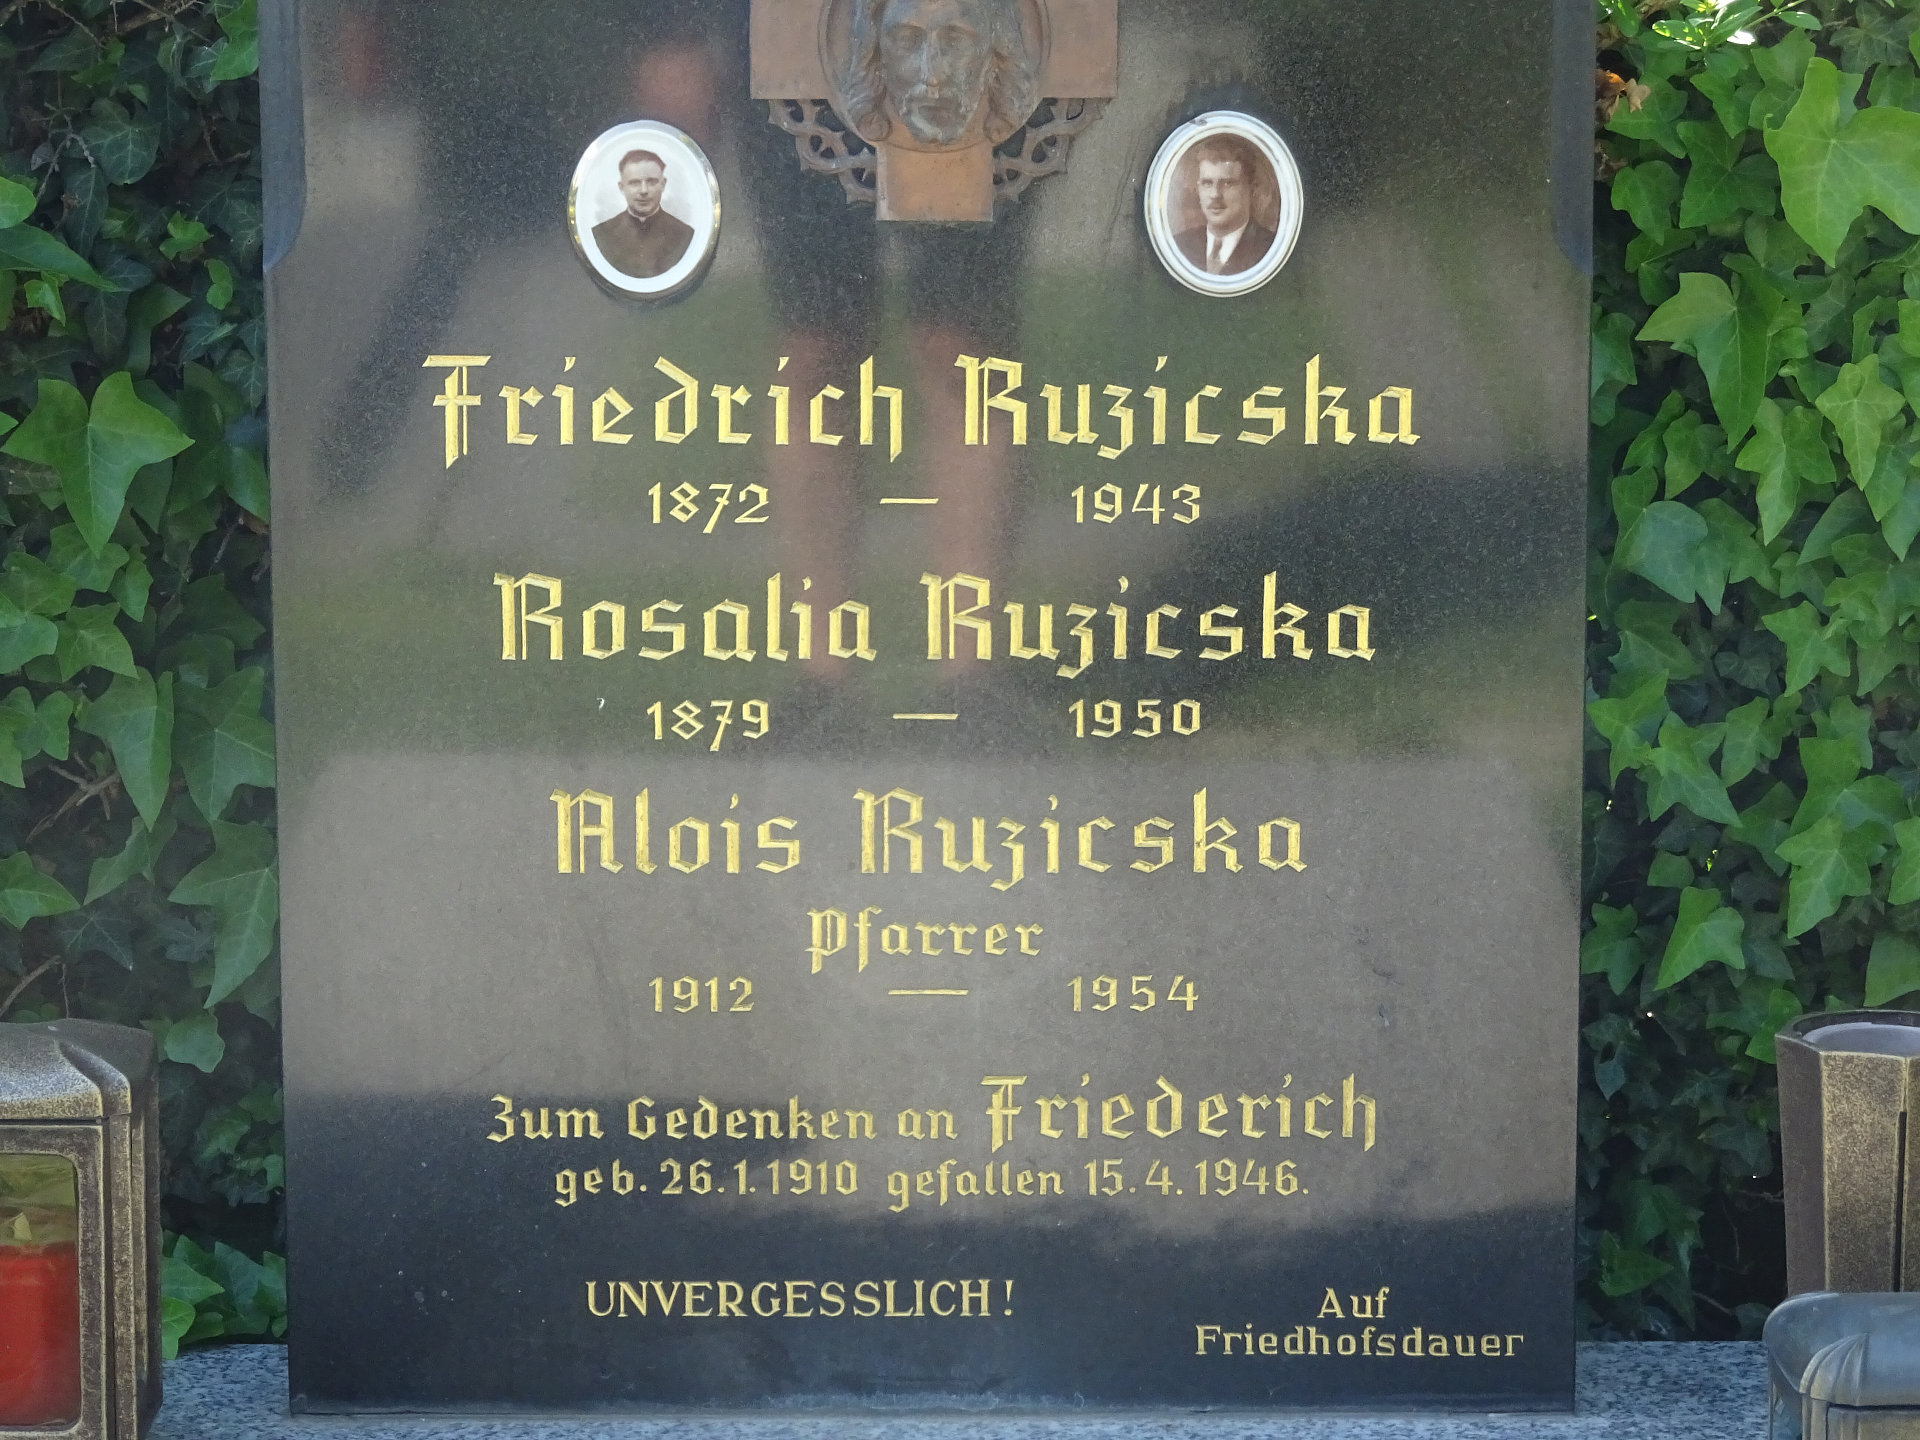 Friedrich Ruzicska
1872 — 1943
Rosalia Ruzicska
1879 — 1950
Alois Ruzicska
Pfarrer
1912 — 1954
Zum Gedenken an Friederich
geb. 26.1.1910 gefallen 15.4.1946.
UNVERGESSLICH!
Auf
Friedhofsdauer